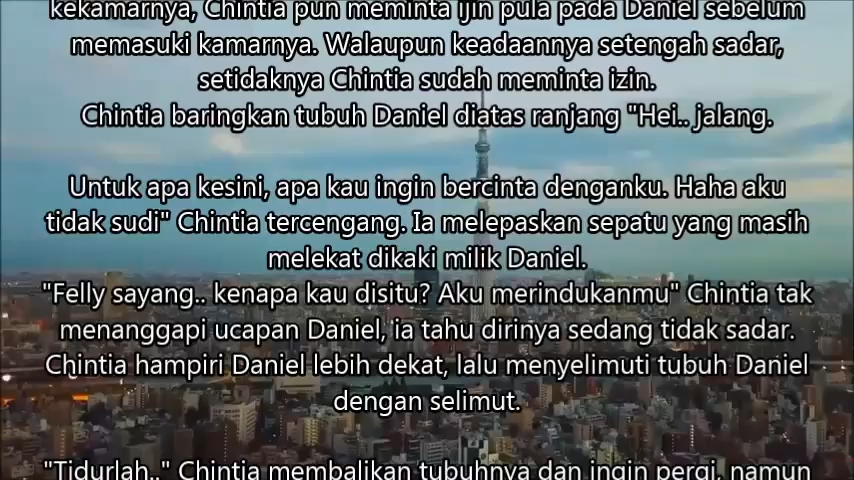 kekamarnya, Chintia pun meminta ijin pula pada Daniel sebelum
memasuki kamarnya. Walaupun keadaannya setengah sadar,
setidaknya Chintia sudah meminta izin.
Chintia baringkan tubuh Daniel diatas ranjang "Hei.. jalang.
Untuk apa kesini, apa kau ingin bercinta denganku. Haha aku
tidak sudi" Chintia tercengang. Ia melepaskan sepatu yang masih
melekat dikaki milik Daniel.
"Felly sayang.. kenapa kau disitu? Aku merindukanmu" Chintia tak
menanggapi ucapan Daniel, ia tahu dirinya sedang tidak sadar.
Chintia hampiri Daniel lebih dekat, lalu menyelimuti tubuh Daniel
dengan selimut.
"Tidurlah.." Chintia membalikan tubuhnya dan ingin pergi, namun